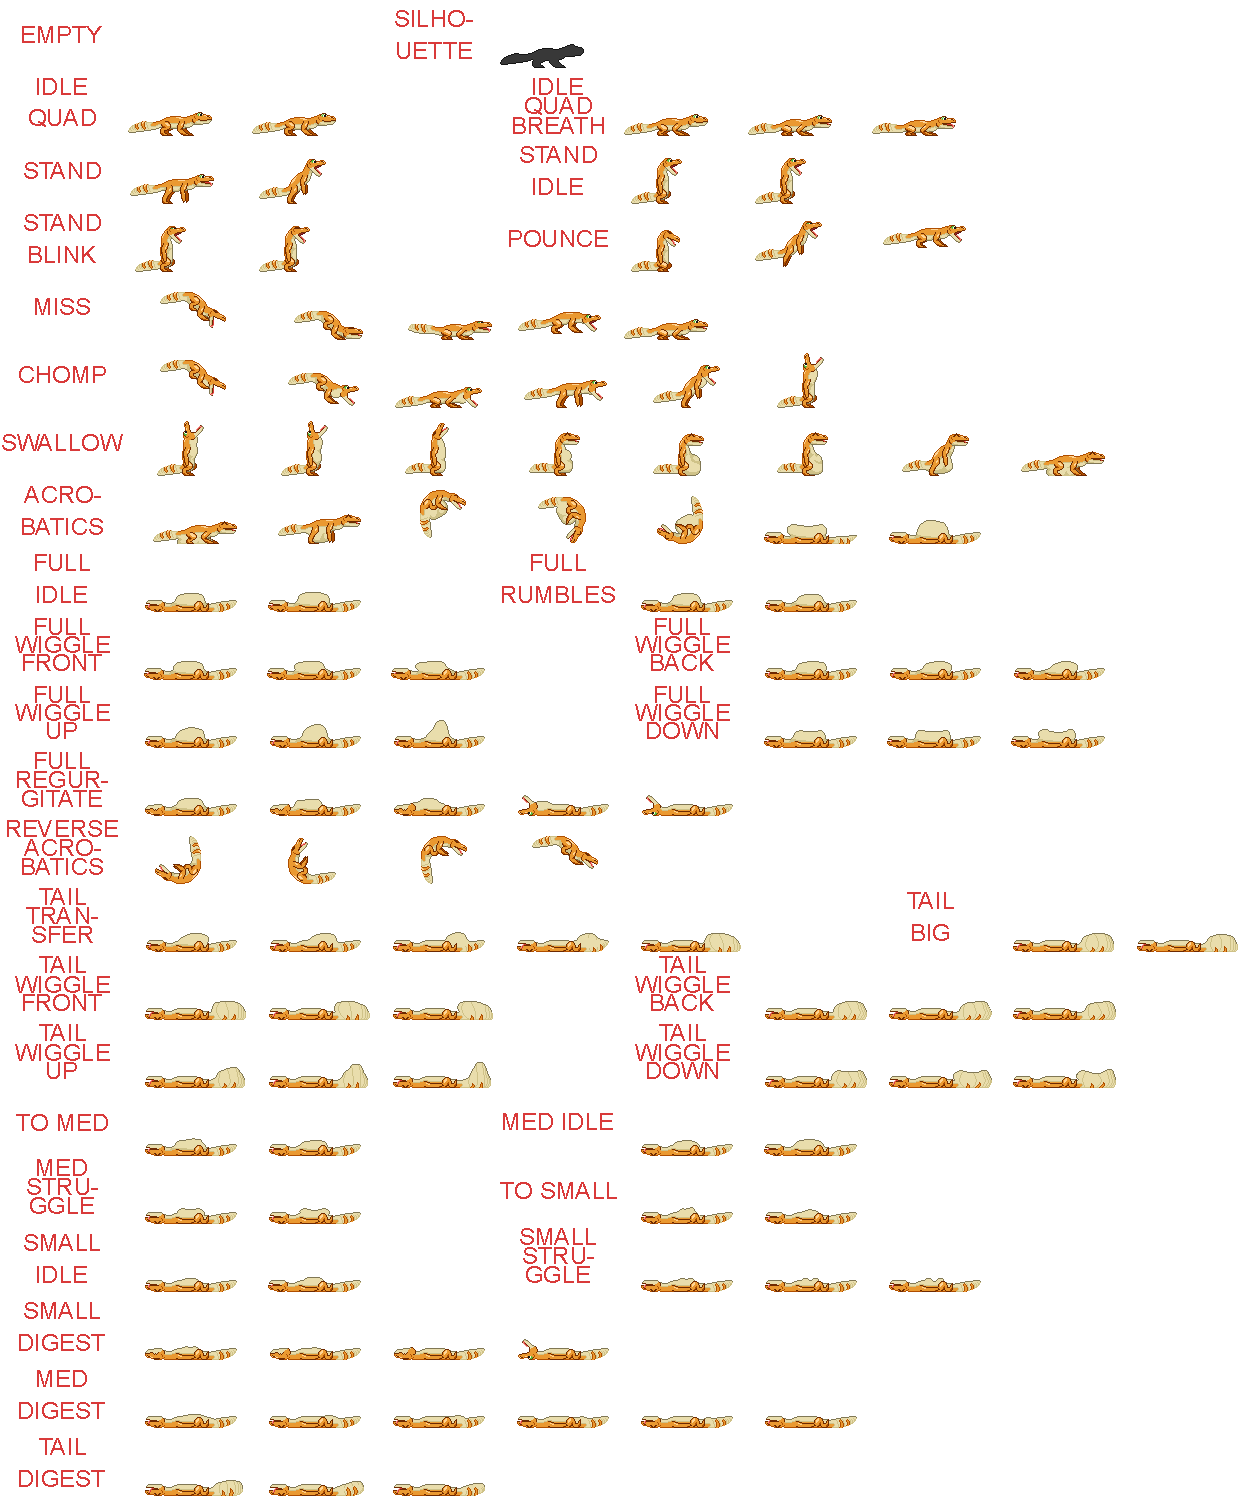 EMPTY
SILHO-
UETTE
IDLE
QUAD
IDLE
QUAD
BREATH
STAND
STAND
IDLE
STAND
BLINK
POUNCE
MISS
CHOMP
SWALLOW
ACRO-
BATICS
FULL
IDLE
FULL
RUMBLES
FULL
WIGGLE
FRONT
FULL
WIGGLE
BACK
FULL
WIGGLE
UP
FULL
WIGGLE
DOWN
FULL
REGUR-
GITATE
REVERSE
ACRO-
BATICS
TAIL
TRAN-
SFER
TAIL
BIG
TAIL
WIGGLE
FRONT
TAIL
WIGGLE
BACK
TAIL
WIGGLE
UP
TAIL
WIGGLE
DOWN
TO MED
MED IDLE
MED
STRU-
GGLE
TO SMALL
SMALL
IDLE
SMALL
STRU-
GGLE
SMALL
DIGEST
MED
DIGEST
TAIL
DIGEST